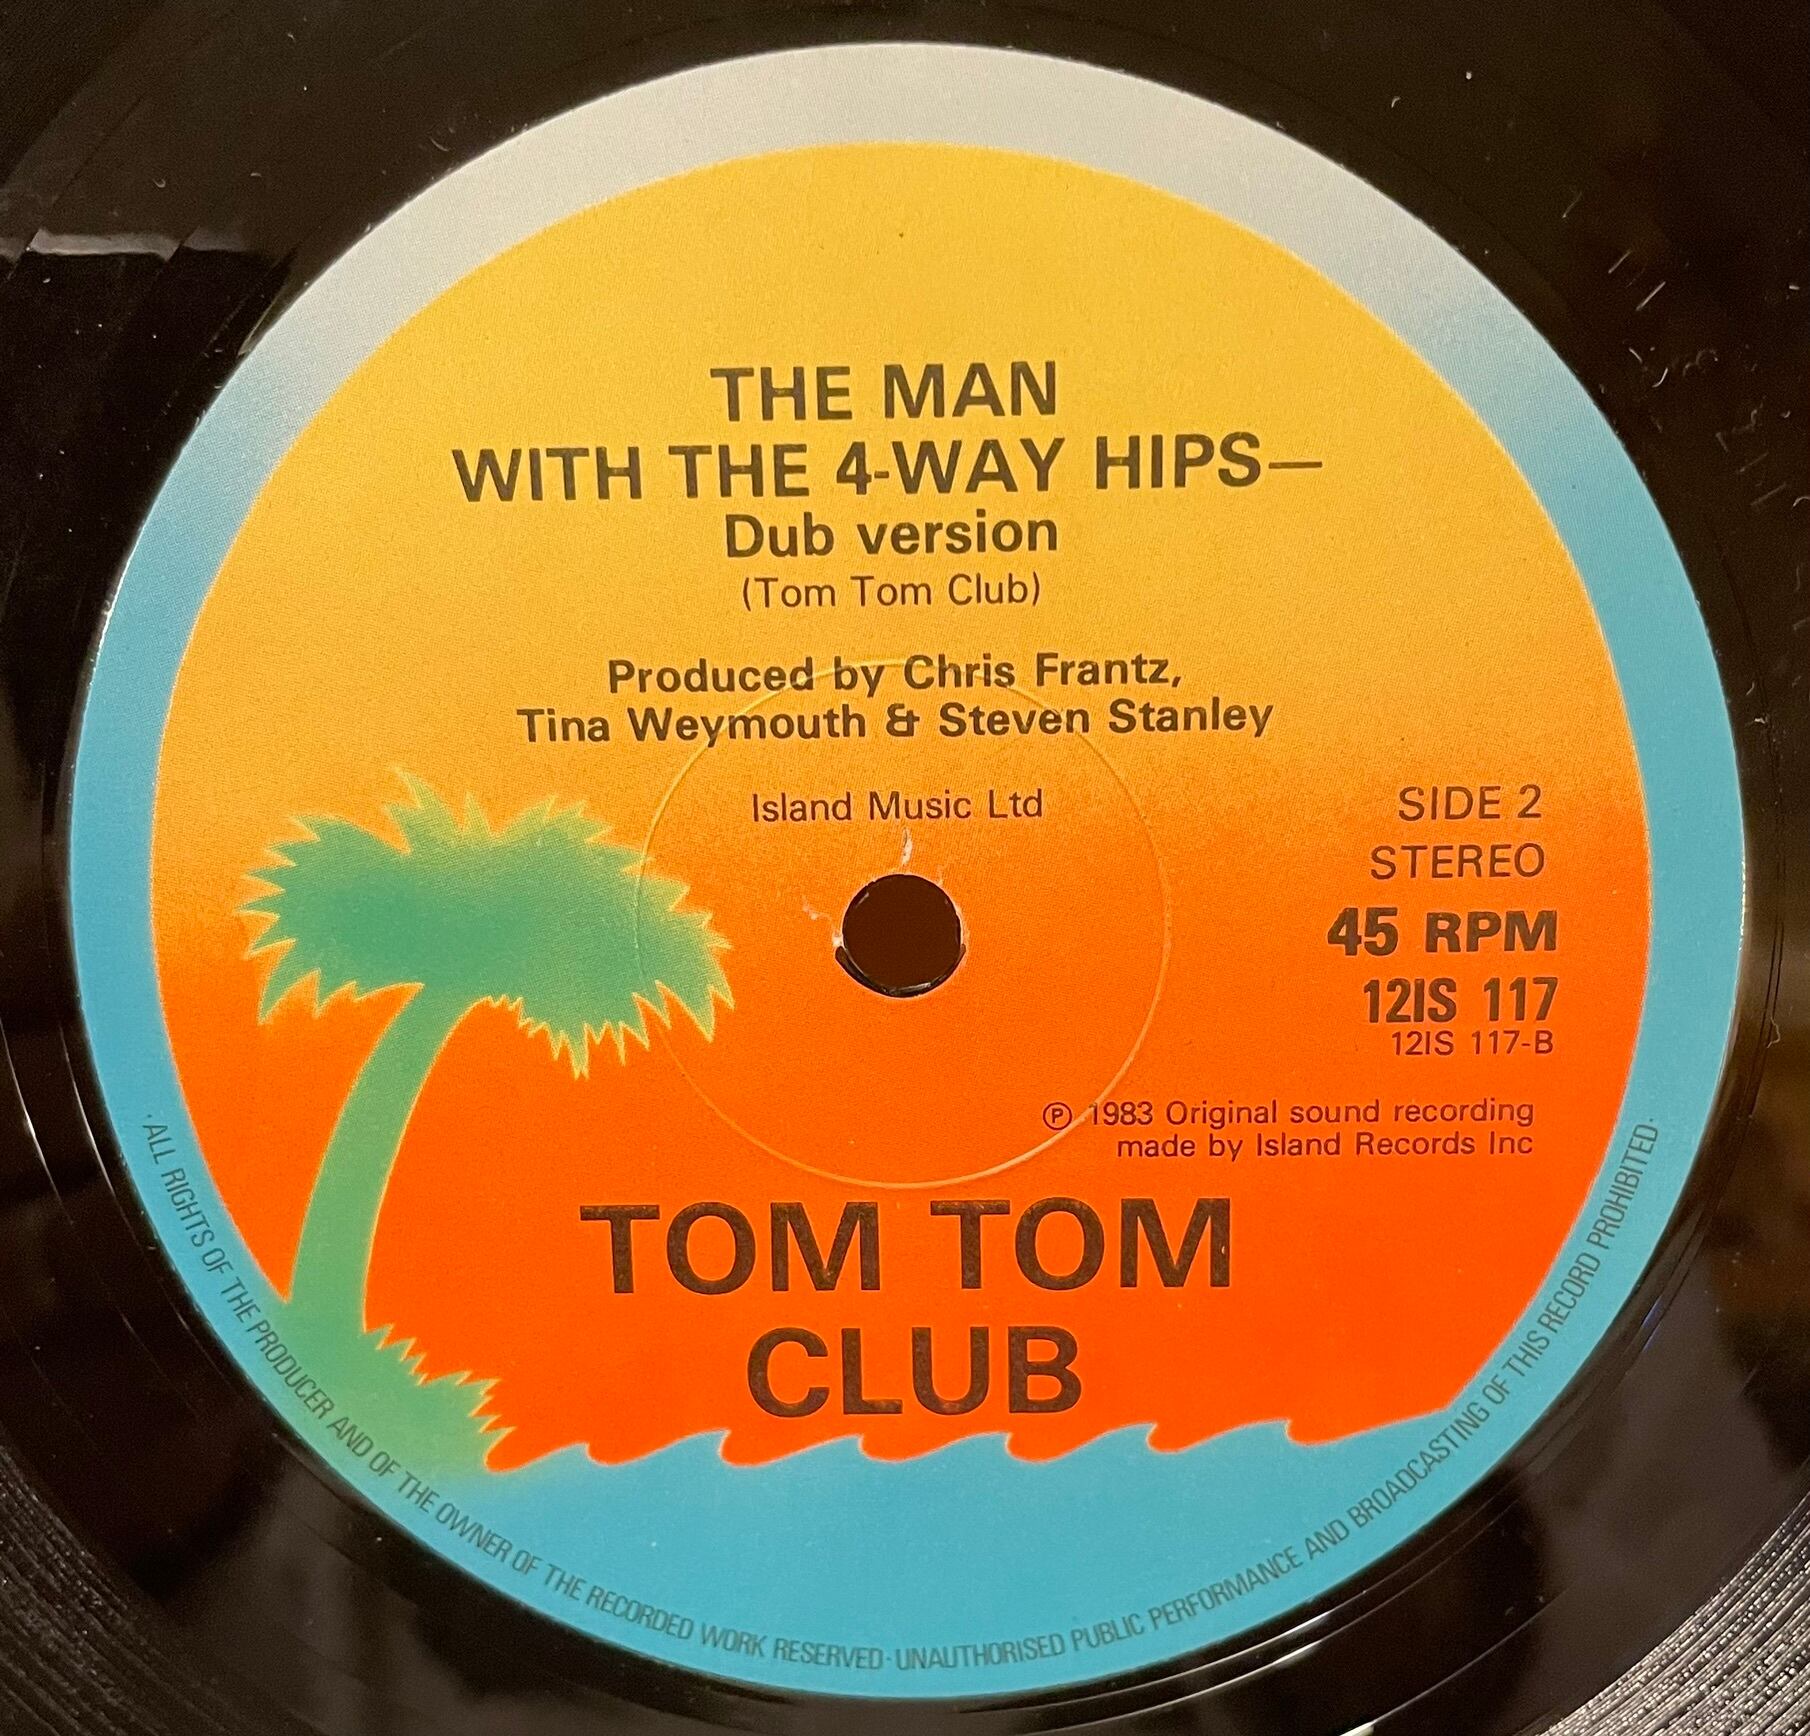 THE MAN
WITH THE 4-WAY HIPS—
Dub version
(Tom Tom Club)
Produced by Chris Frantz,
Tina Weymouth & Steven Stanley
Island Music Ltd
SIDE 2
STEREO
45 RPM
12IS 117
12IS 117-B
℗ 1983 Original sound recording
made by Island Records Inc
TOM TOM
CLUB
·ALL RIGHTS OF THE PRODUCER AND OF THE OWNER OF THE RECORDED WORK RESERVED·UNAUTHORISED PUBLIC PERFORMANCE AND BROADCASTING OF THIS RECORD PROHIBITED·